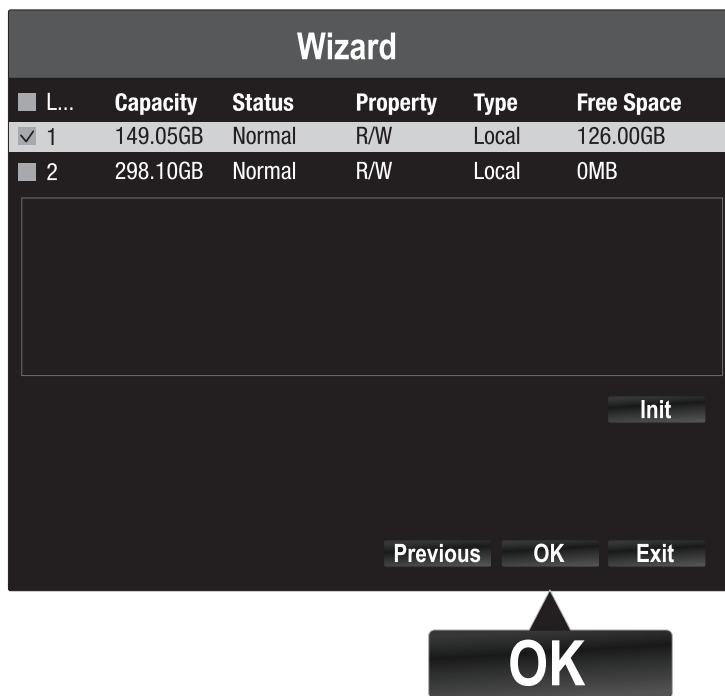 Wizard
L... Capacity Status Property Type Free Space
1 149.05GB Normal R/W Local 126.00GB
2 298.10GB Normal R/W Local 0MB
Init
Previous OK Exit
OK